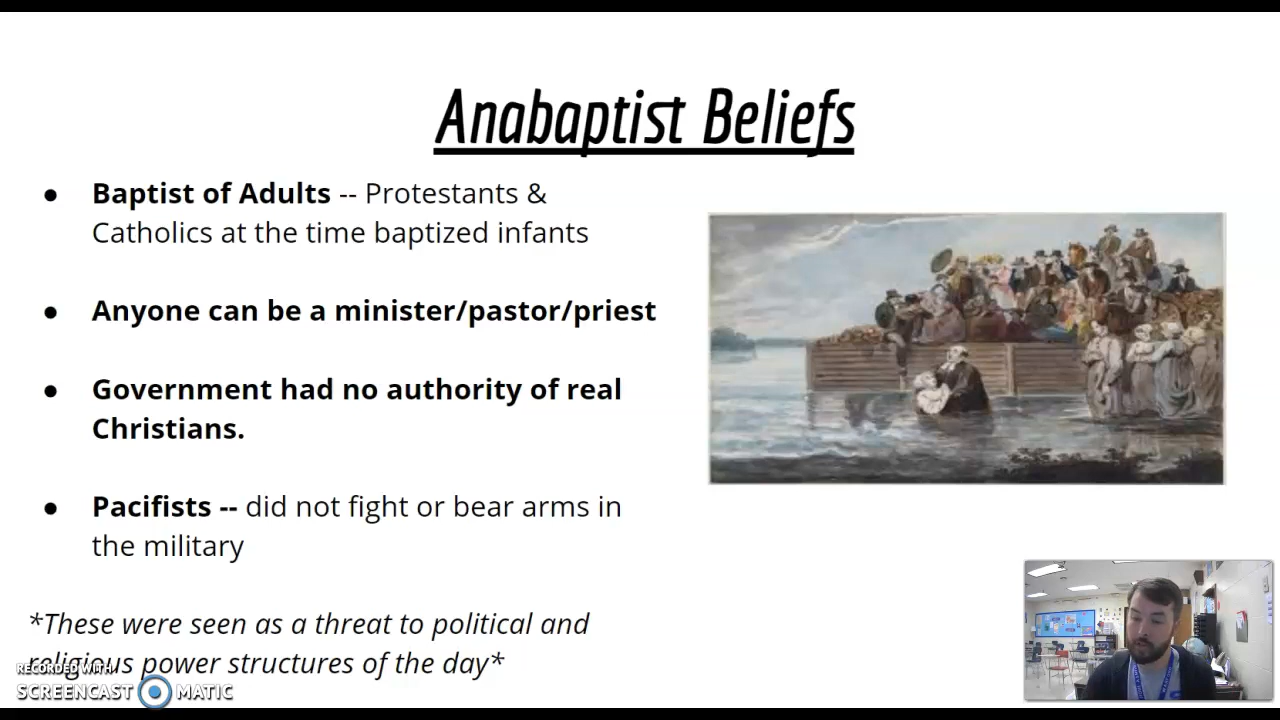 Anabaptist Beliefs
● Baptist of Adults -- Protestants &
Catholics at the time baptized infants
● Anyone can be a minister/pastor/priest
● Government had no authority of real
Christians.
● Pacifists -- did not fight or bear arms in
the military
*These were seen as a threat to political and
religious power structures of the day*
RECORDED WITH
SCREENCAST MATIC